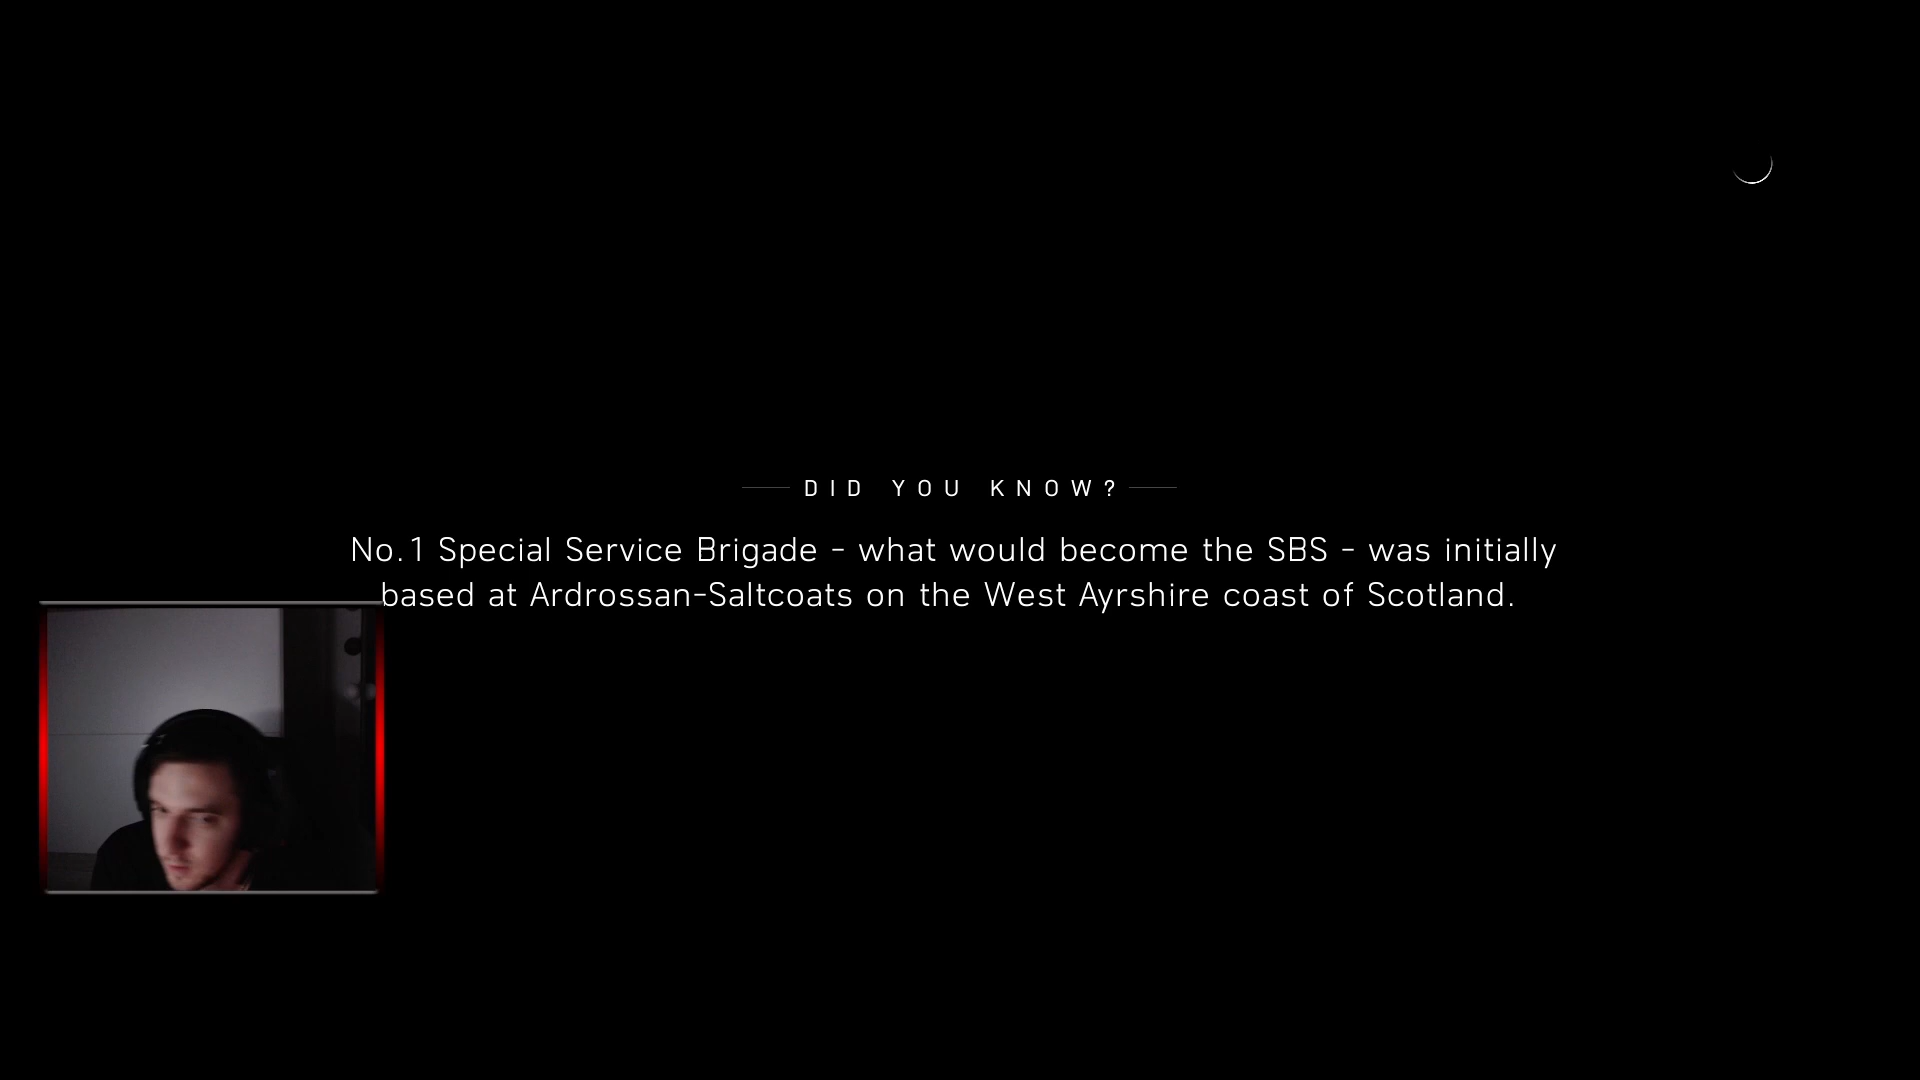 DID YOU KNOW?
No.1 Special Service Brigade - what would become the SBS - was initially
based at Ardrossan-Saltcoats on the West Ayrshire coast of Scotland.